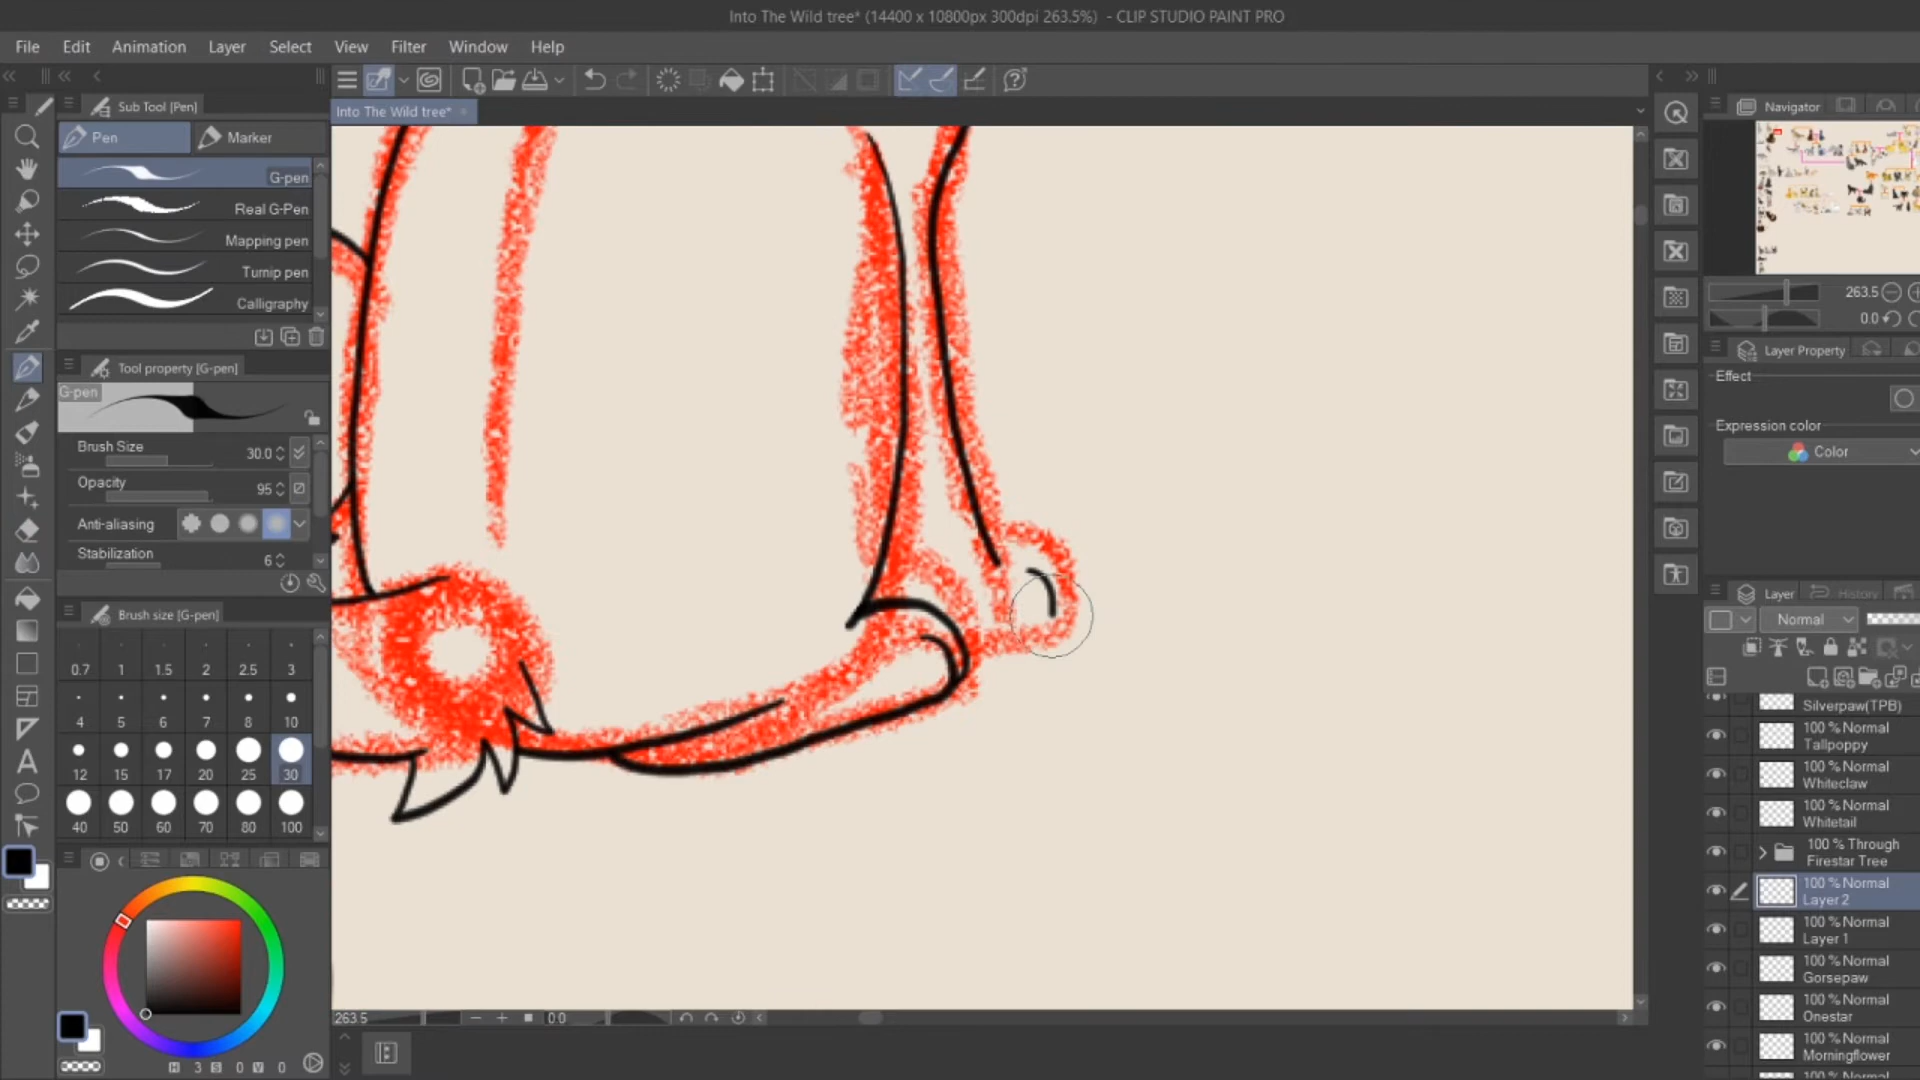 Into The Wild tree* (14400 x 10800px 300dpi 263.5%) - CLIP STUDIO PAINT PRO
File Edit Animation Layer Select View Filter Window Help
Sub Tool [Pen]
Pen Marker
G-pen
Real G-Pen
Mapping pen
Turnip pen
Calligraphy
Tool property [G-pen]
G-pen
Brush Size 30.0
Opacity 95
Anti-aliasing
Stabilization 6
Brush size [G-pen]
0.7 1 1.5 2 2.5 3
4 5 6 7 8 10
12 15 17 20 25 30
40 50 60 70 80 100
H 3 S 0 V 0
Into The Wild tree*
263.5 0.0
Navigator
263.5
0.0
Layer Property
Effect
Expression color
Color
Layer History
Normal
Silverpaw(TPB)
100 % Normal
Tallpoppy
100 % Normal
Whiteclaw
100 % Normal
Whitetail
100 % Through
Firestar Tree
100 % Normal
Layer 2
100 % Normal
Layer 1
100 % Normal
Gorsepaw
100 % Normal
Onestar
100 % Normal
Morningflower